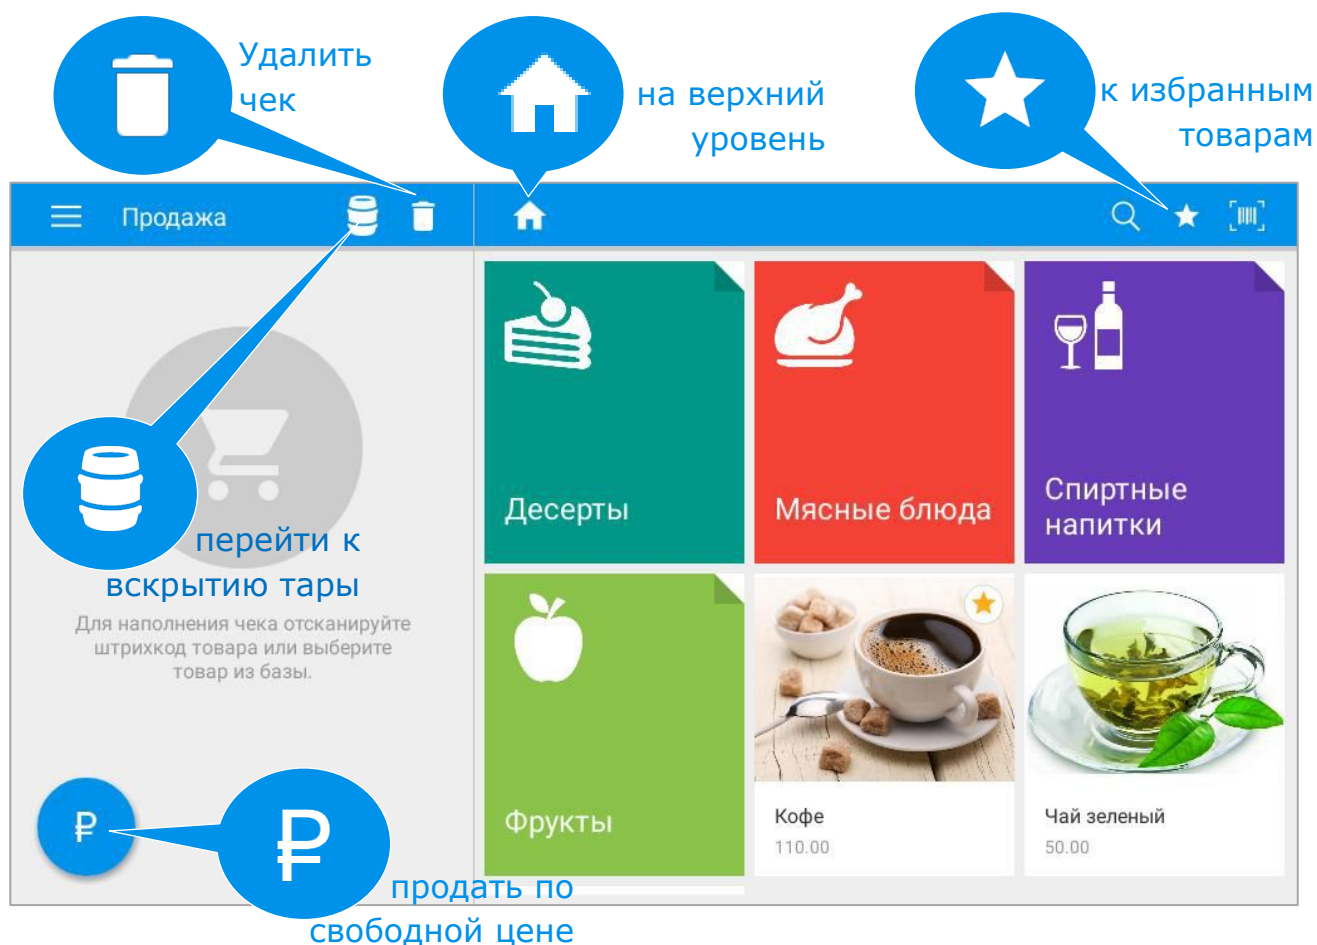 Удалить
чек
на верхний
уровень
к избранным
товарам
Продажа
перейти к
вскрытию тары
Для наполнения чека отсканируйте
штрихкод товара или выберите
товар из базы.
₽
₽
продать по
свободной цене
Десерты
Мясные блюда
Спиртные
напитки
Фрукты
Кофе
110.00
Чай зеленый
50.00